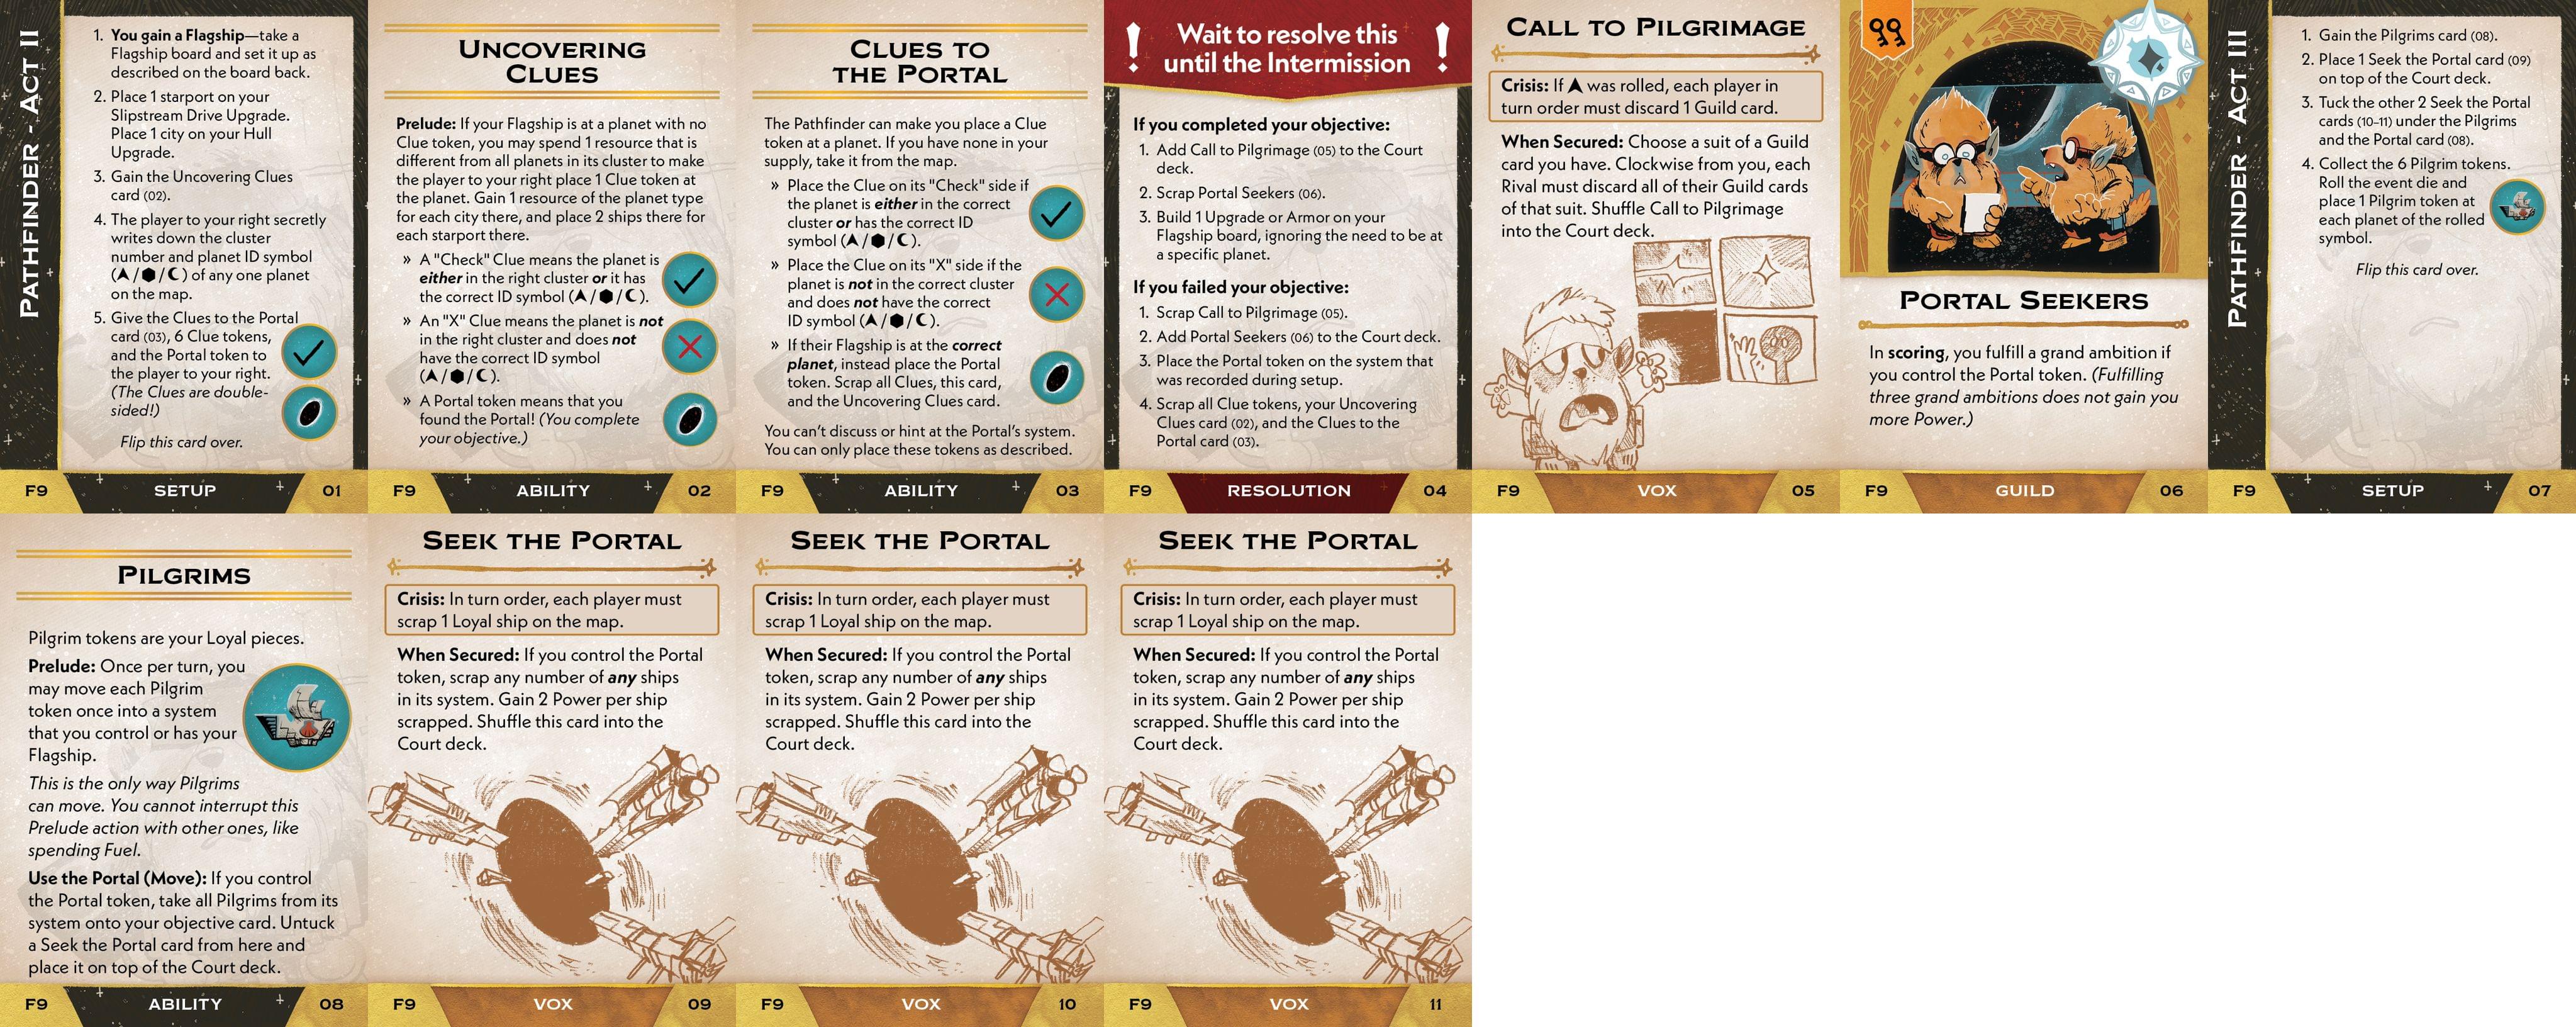 PATHFINDER - ACT II
1. You gain a Flagship—take a
Flagship board and set it up as
described on the board back.
2. Place 1 starport on your
Slipstream Drive Upgrade.
Place 1 city on your Hull
Upgrade.
3. Gain the Uncovering Clues
card (02).
4. The player to your right secretly
writes down the cluster
number and planet ID symbol
(⮝/⬢/☾) of any one planet
on the map.
5. Give the Clues to the Portal
card (03), 6 Clue tokens,
and the Portal token to
the player to your right.
(The Clues are double-
sided!)
Flip this card over.
F9 SETUP 01
UNCOVERING
CLUES
Prelude: If your Flagship is at a planet with no
Clue token, you may spend 1 resource that is
different from all planets in its cluster to make
the player to your right place 1 Clue token at
the planet. Gain 1 resource of the planet type
for each city there, and place 2 ships there for
each starport there.
» A "Check" Clue means the planet is
either in the right cluster or it has
the correct ID symbol (⮝/⬢/☾).
» An "X" Clue means the planet is not
in the right cluster and does not
have the correct ID symbol
(⮝/⬢/☾).
» A Portal token means that you
found the Portal! (You complete
your objective.)
F9 ABILITY 02
CLUES TO
THE PORTAL
The Pathfinder can make you place a Clue
token at a planet. If you have none in your
supply, take it from the map.
» Place the Clue on its "Check" side if
the planet is either in the correct
cluster or has the correct ID
symbol (⮝/⬢/☾).
» Place the Clue on its "X" side if the
planet is not in the correct cluster
and does not have the correct
ID symbol (⮝/⬢/☾).
» If their Flagship is at the correct
planet, instead place the Portal
token. Scrap all Clues, this card,
and the Uncovering Clues card.
You can't discuss or hint at the Portal's system.
You can only place these tokens as described.
F9 ABILITY 03
! Wait to resolve this !
until the Intermission
If you completed your objective:
1. Add Call to Pilgrimage (05) to the Court
deck.
2. Scrap Portal Seekers (06).
3. Build 1 Upgrade or Armor on your
Flagship board, ignoring the need to be at
a specific planet.
If you failed your objective:
1. Scrap Call to Pilgrimage (05).
2. Add Portal Seekers (06) to the Court deck.
3. Place the Portal token on the system that
was recorded during setup.
4. Scrap all Clue tokens, your Uncovering
Clues card (02), and the Clues to the
Portal card (03).
F9 RESOLUTION 04
CALL TO PILGRIMAGE
Crisis: If ⮝ was rolled, each player in
turn order must discard 1 Guild card.
When Secured: Choose a suit of a Guild
card you have. Clockwise from you, each
Rival must discard all of their Guild cards
of that suit. Shuffle Call to Pilgrimage
into the Court deck.
F9 VOX 05
PORTAL SEEKERS
In scoring, you fulfill a grand ambition if
you control the Portal token. (Fulfilling
three grand ambitions does not gain you
more Power.)
F9 GUILD 06
PATHFINDER - ACT III
1. Gain the Pilgrims card (08).
2. Place 1 Seek the Portal card (09)
on top of the Court deck.
3. Tuck the other 2 Seek the Portal
cards (10–11) under the Pilgrims
and the Portal card (08).
4. Collect the 6 Pilgrim tokens.
Roll the event die and
place 1 Pilgrim token at
each planet of the rolled
symbol.
Flip this card over.
F9 SETUP 07
PILGRIMS
Pilgrim tokens are your Loyal pieces.
Prelude: Once per turn, you
may move each Pilgrim
token once into a system
that you control or has your
Flagship.
This is the only way Pilgrims
can move. You cannot interrupt this
Prelude action with other ones, like
spending Fuel.
Use the Portal (Move): If you control
the Portal token, take all Pilgrims from its
system onto your objective card. Untuck
a Seek the Portal card from here and
place it on top of the Court deck.
F9 ABILITY 08
SEEK THE PORTAL
Crisis: In turn order, each player must
scrap 1 Loyal ship on the map.
When Secured: If you control the Portal
token, scrap any number of any ships
in its system. Gain 2 Power per ship
scrapped. Shuffle this card into the
Court deck.
F9 VOX 09
SEEK THE PORTAL
Crisis: In turn order, each player must
scrap 1 Loyal ship on the map.
When Secured: If you control the Portal
token, scrap any number of any ships
in its system. Gain 2 Power per ship
scrapped. Shuffle this card into the
Court deck.
F9 VOX 10
SEEK THE PORTAL
Crisis: In turn order, each player must
scrap 1 Loyal ship on the map.
When Secured: If you control the Portal
token, scrap any number of any ships
in its system. Gain 2 Power per ship
scrapped. Shuffle this card into the
Court deck.
F9 VOX 11